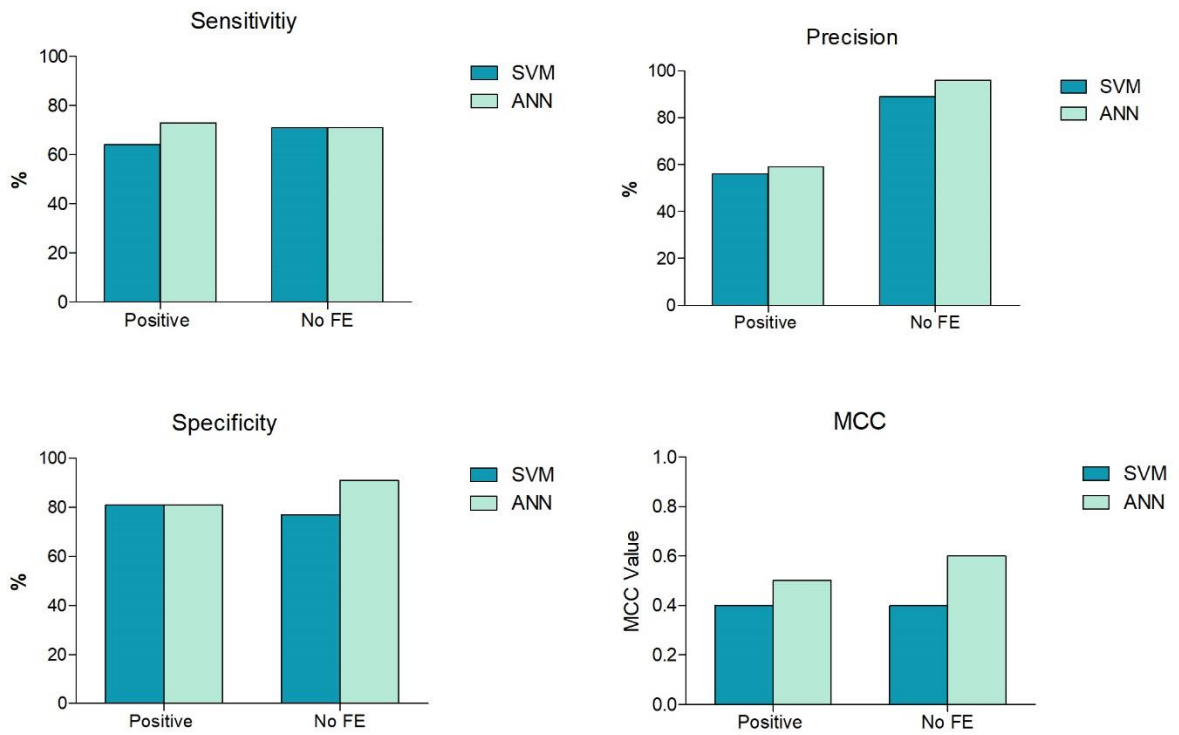 Sensitivitiy
100
80
60
40
20
0
%
Positive
No FE
SVM
ANN
Precision
100
80
60
40
20
0
%
Positive
No FE
SVM
ANN
Specificity
100
80
60
40
20
0
%
Positive
No FE
SVM
ANN
MCC
1.0
0.8
0.6
0.4
0.2
0.0
MCC Value
Positive
No FE
SVM
ANN